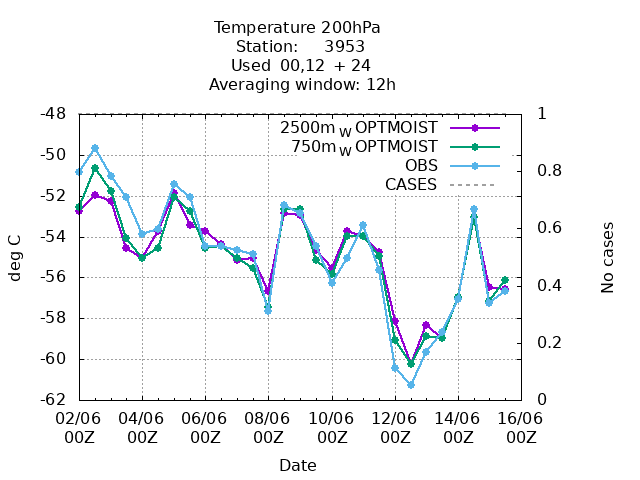 Temperature 200hPa
Station: 3953
Used 00,12 + 24
Averaging window: 12h
2500m W OPTMOIST
750m W OPTMOIST
OBS
CASES
-48
-50
-52
-54
-56
-58
-60
-62
deg C
1
0.8
0.6
0.4
0.2
0
No cases
02/06 04/06 06/06 08/06 10/06 12/06 14/06 16/06
00Z 00Z 00Z 00Z 00Z 00Z 00Z 00Z
Date